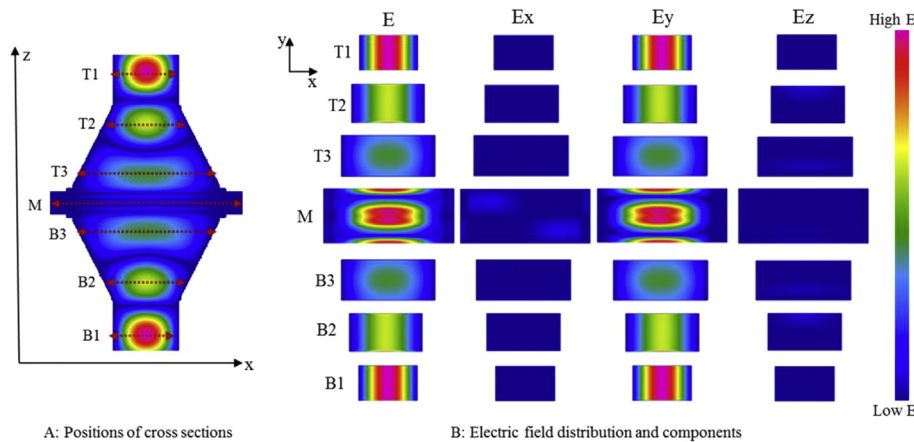 z
T1
T2
T3
M
B3
B2
B1
x
A: Positions of cross sections
y
x
E Ex Ey Ez
T1
T2
T3
M
B3
B2
B1
B: Electric field distribution and components
High E
Low E